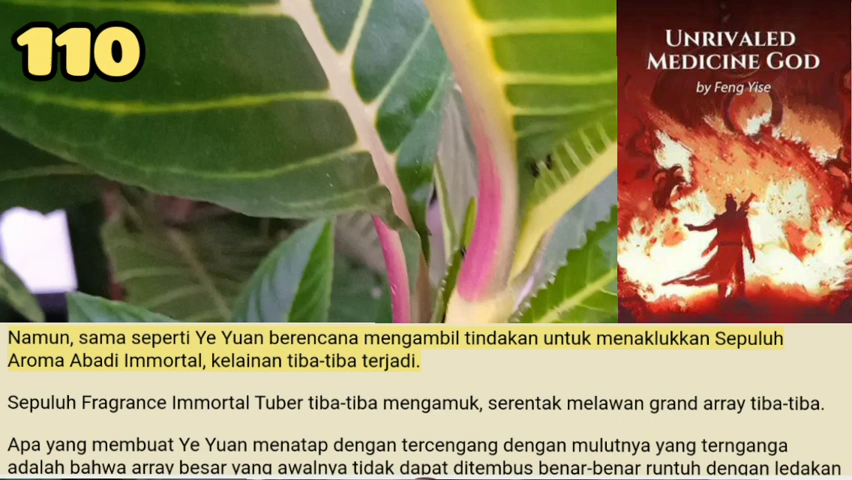 110
UNRIVALED
MEDICINE GOD
by Feng Yise
Namun, sama seperti Ye Yuan berencana mengambil tindakan untuk menaklukkan Sepuluh
Aroma Abadi Immortal, kelainan tiba-tiba terjadi.
Sepuluh Fragrance Immortal Tuber tiba-tiba mengamuk, serentak melawan grand array tiba-tiba.
Apa yang membuat Ye Yuan menatap dengan tercengang dengan mulutnya yang ternganga
adalah bahwa array besar yang awalnya tidak dapat ditembus benar-benar runtuh dengan ledakan